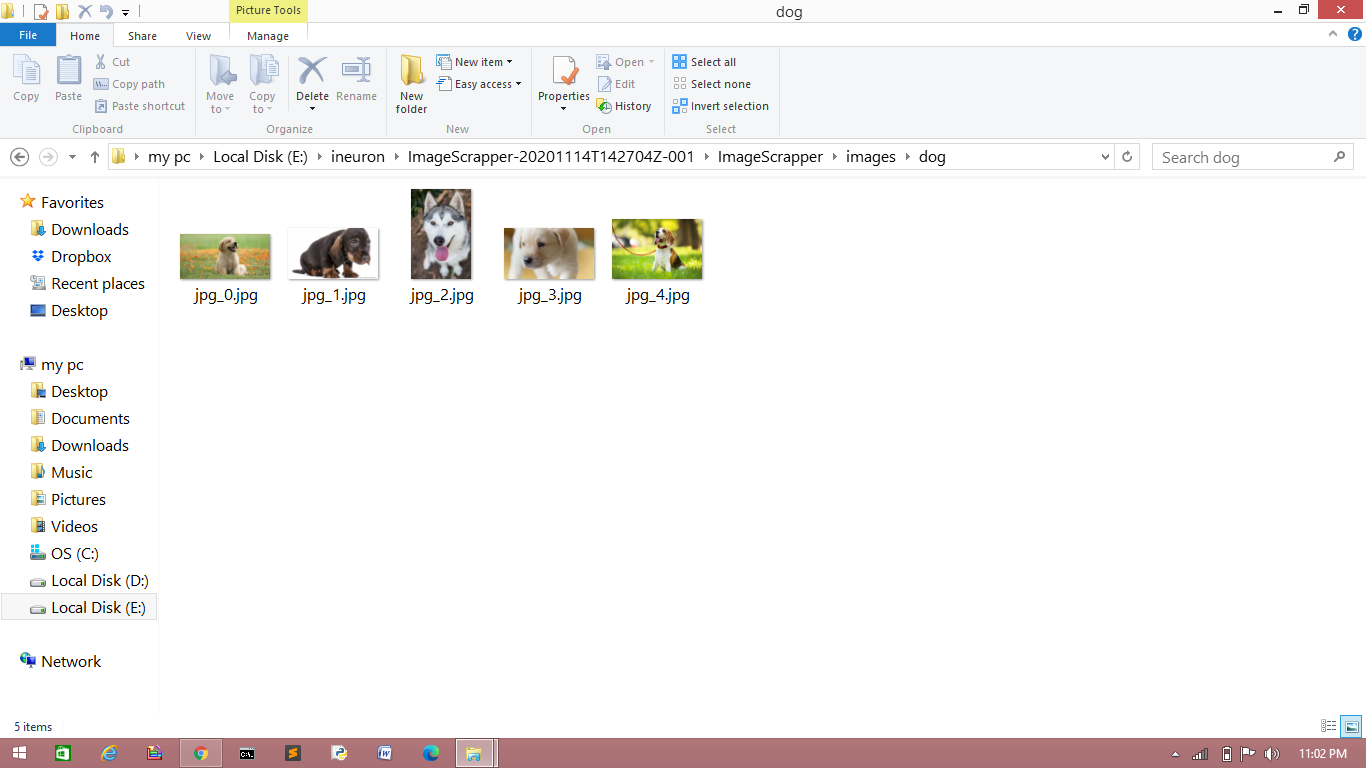 Picture Tools
dog
File
Home
Share
View
Manage
Copy
Paste
Cut
Copy path
Paste shortcut
Clipboard
Move to
Copy to
Delete
Rename
Organize
New folder
New item
Easy access
New
Properties
Open
Edit
History
Open
Select all
Select none
Invert selection
Select
my pc
Local Disk (E:)
ineuron
ImageScrapper-20201114T142704Z-001
ImageScrapper
images
dog
Search dog
Favorites
Downloads
Dropbox
Recent places
Desktop
my pc
Desktop
Documents
Downloads
Music
Pictures
Videos
OS (C:)
Local Disk (D:)
Local Disk (E:)
Network
jpg_0.jpg
jpg_1.jpg
jpg_2.jpg
jpg_3.jpg
jpg_4.jpg
5 items
11:02 PM